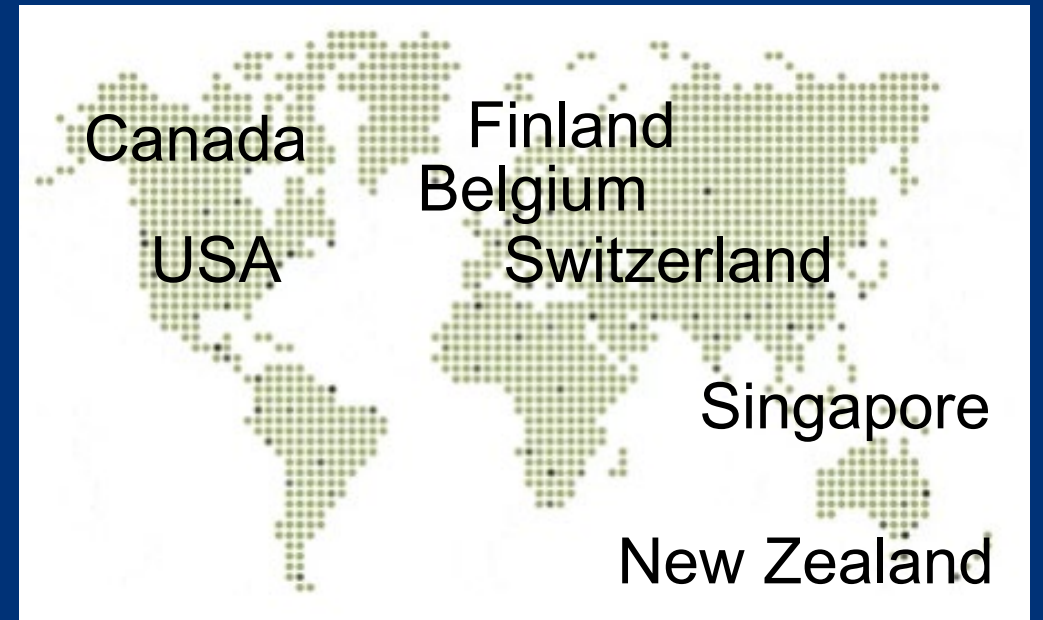 Canada
Finland
Belgium
USA
Switzerland
Singapore
New Zealand